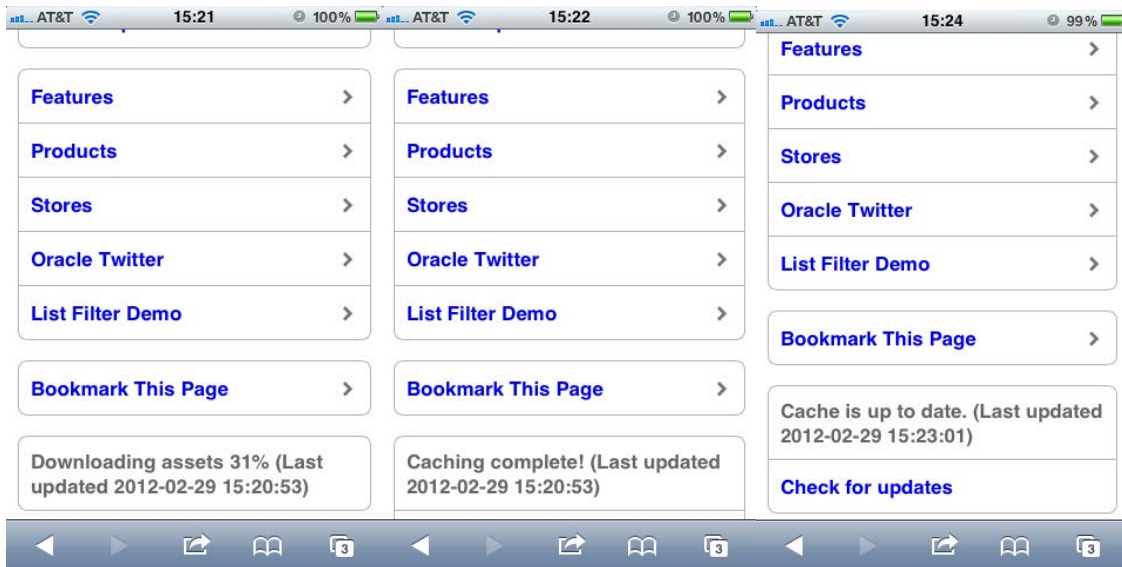 AT&T 15:21 100%
Features
Products
Stores
Oracle Twitter
List Filter Demo
Bookmark This Page
Downloading assets 31% (Last
updated 2012-02-29 15:20:53)
3
AT&T 15:22 100%
Features
Products
Stores
Oracle Twitter
List Filter Demo
Bookmark This Page
Caching complete! (Last updated
2012-02-29 15:20:53)
3
AT&T 15:24 99%
Features
Products
Stores
Oracle Twitter
List Filter Demo
Bookmark This Page
Cache is up to date. (Last updated
2012-02-29 15:23:01)
Check for updates
3